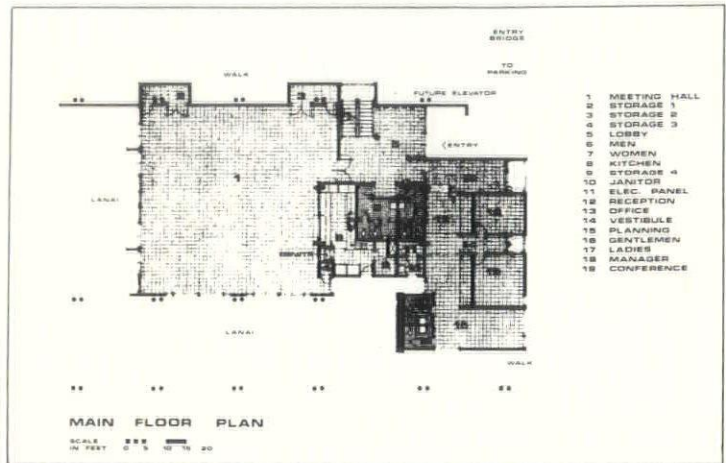 ENTRY
BRIDGE
TO
PARKING
WALK
FUTURE ELEVATOR
ENTRY
LANAI
LANAI
WALK
1 MEETING HALL
2 STORAGE 1
3 STORAGE 2
4 STORAGE 3
5 LOBBY
6 MEN
7 WOMEN
8 KITCHEN
9 STORAGE 4
10 JANITOR
11 ELEC. PANEL
12 RECEPTION
13 OFFICE
14 VESTIBULE
15 PLANNING
16 GENTLEMEN
17 LADIES
18 MANAGER
19 CONFERENCE
MAIN FLOOR PLAN
SCALE
IN FEET 0 5 10 15 20